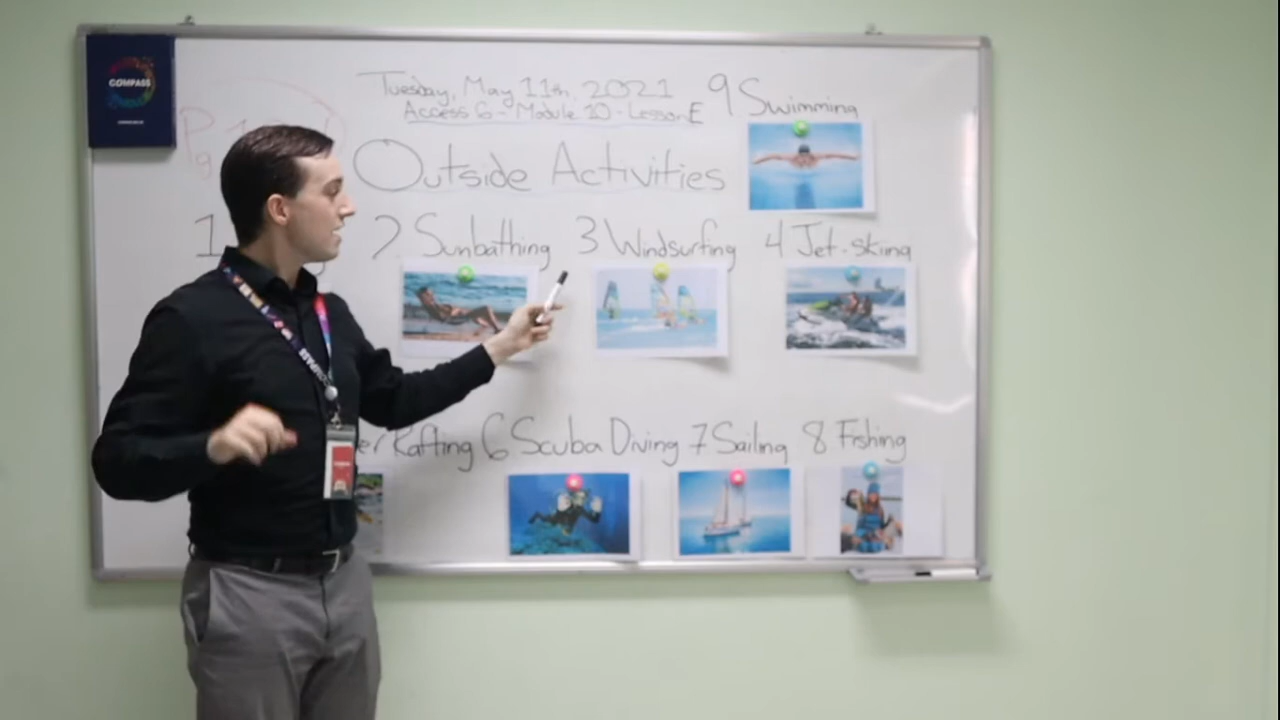 COMPASS
Tuesday, May 11th, 2021
Access 6 - Module 10 - Lesson E
9 Swimming
Outside Activities
1
2 Sunbathing 3 Windsurfing 4 Jet-skiing
Rafting 6 Scuba Diving 7 Sailing 8 Fishing
COMPASS